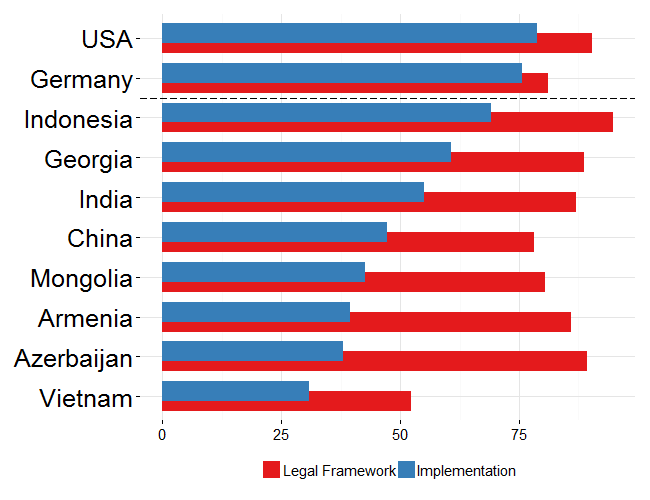 USA
Germany
Indonesia
Georgia
India
China
Mongolia
Armenia
Azerbaijan
Vietnam
0 25 50 75
Legal Framework Implementation